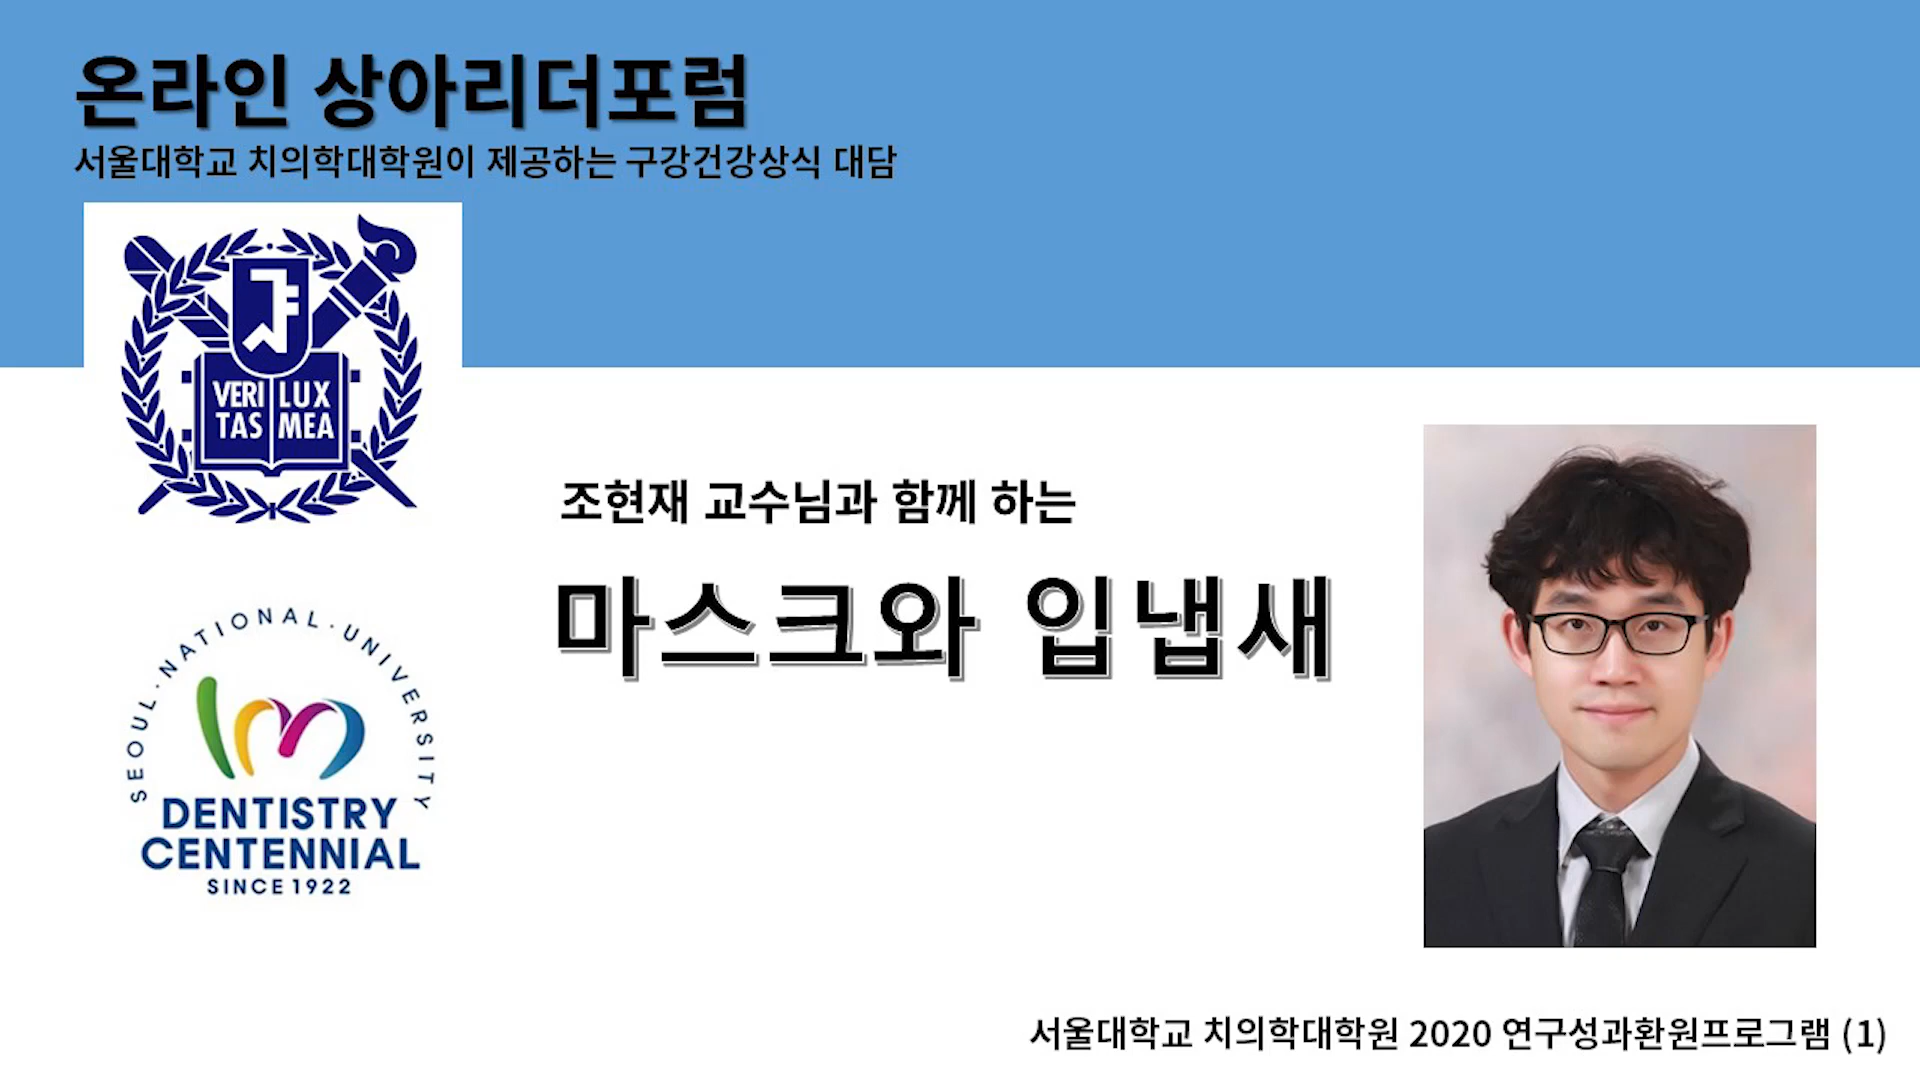 온라인 상아리더포럼
서울대학교 치의학대학원이 제공하는 구강건강상식 대담
VERI LUX
TAS MEA
조현재 교수님과 함께 하는
마스크와 입냅새
SEOUL·NATIONAL·UNIVERSITY
DENTISTRY
CENTENNIAL
SINCE 1922
서울대학교 치의학대학원 2020 연구성과환원프로그램 (1)